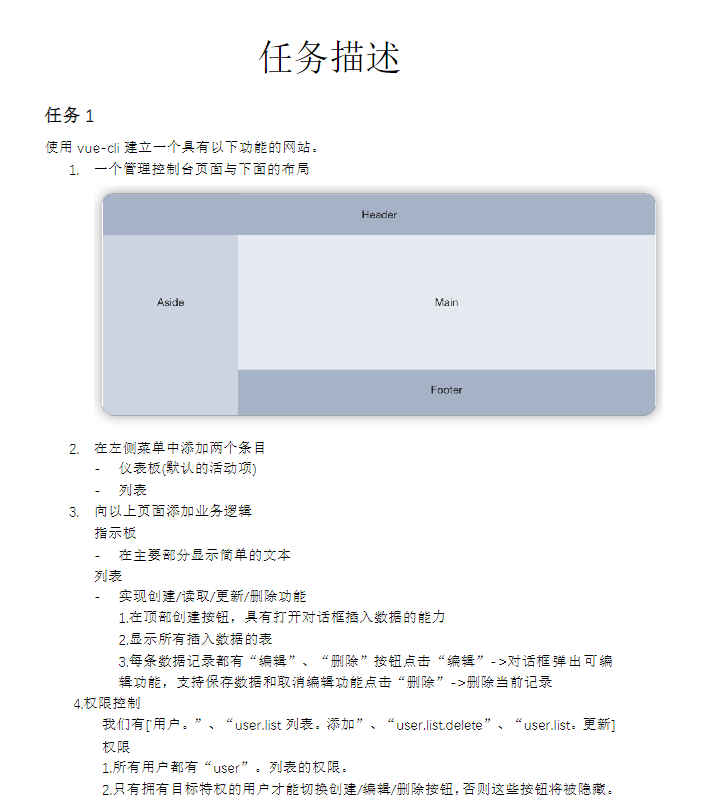 任务描述
任务 1
使用 vue-cli 建立一个具有以下功能的网站。
1. 一个管理控制台页面与下面的布局
Header
Aside
Main
Footer
2. 在左侧菜单中添加两个条目
- 仪表板(默认的活动项)
- 列表
3. 向以上页面添加业务逻辑
指示板
- 在主要部分显示简单的文本
列表
- 实现创建/读取/更新/删除功能
1.在顶部创建按钮，具有打开对话框插入数据的能力
2.显示所有插入数据的表
3.每条数据记录都有“编辑”、“删除”按钮点击“编辑”->对话框弹出可编
辑功能，支持保存数据和取消编辑功能点击“删除”->删除当前记录
4.权限控制
我们有[‘用户。”、“user.list 列表。添加”、“user.list.delete”、“user.list。更新]
权限
1.所有用户都有“user”。列表的权限。
2.只有拥有目标特权的用户才能切换创建/编辑/删除按钮，否则这些按钮将被隐藏。